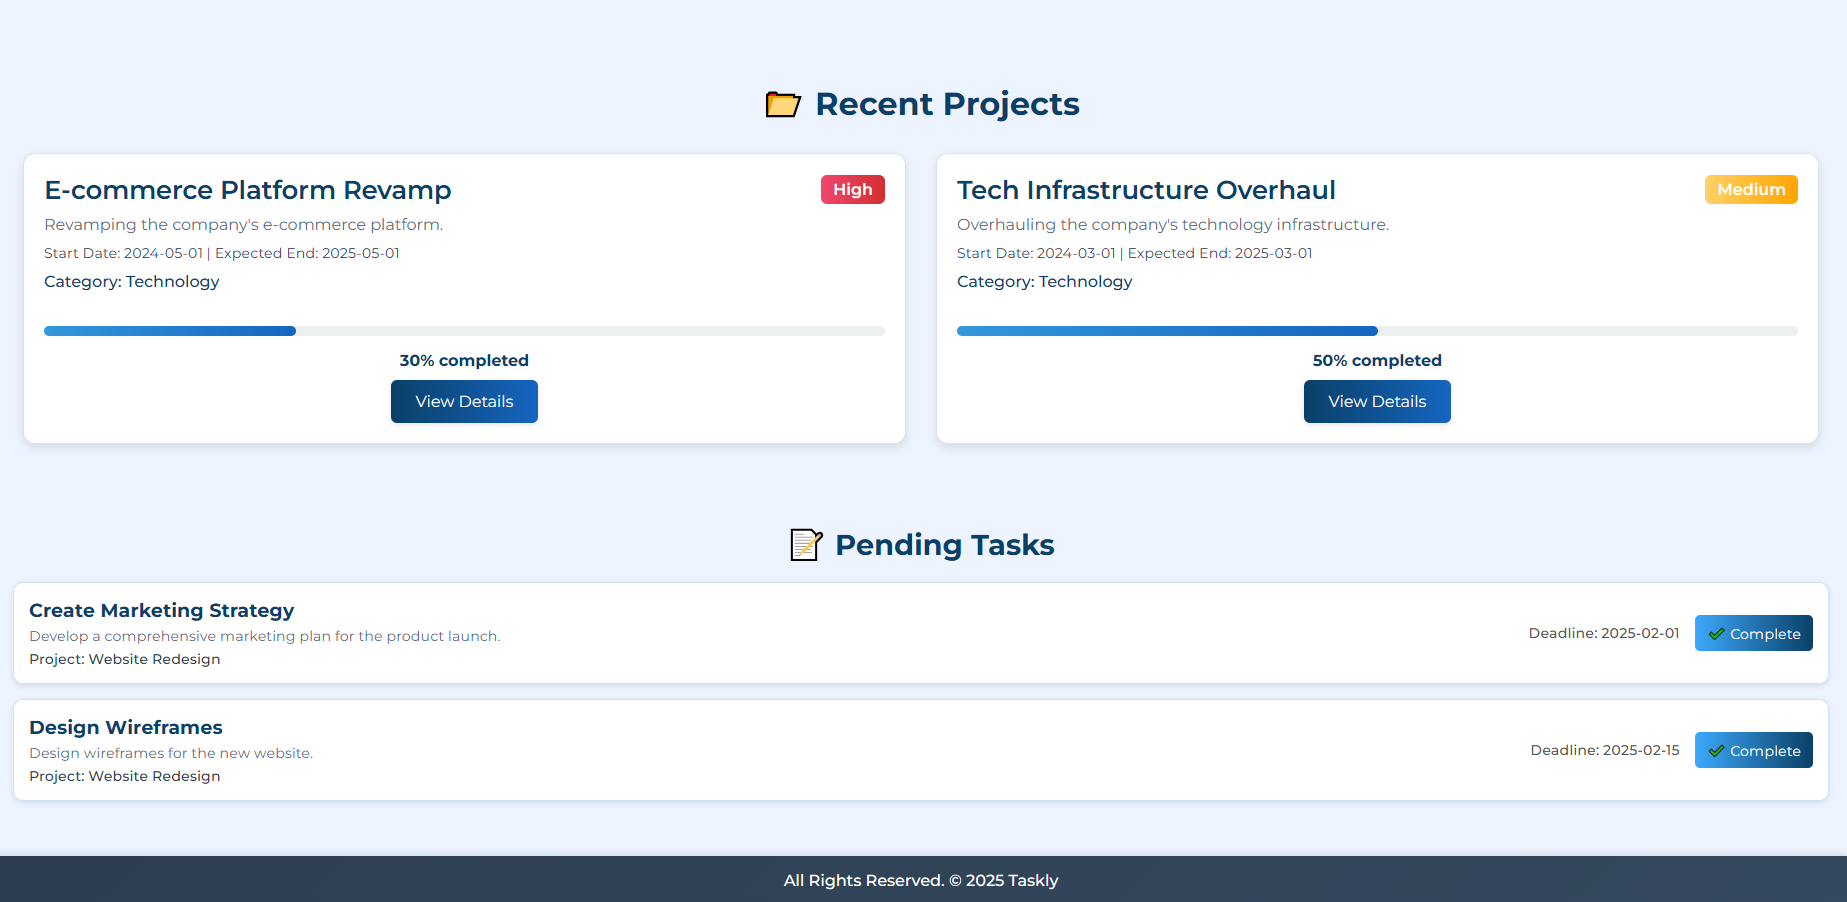 Recent Projects
E-commerce Platform Revamp
High
Revamping the company's e-commerce platform.
Start Date: 2024-05-01 | Expected End: 2025-05-01
Category: Technology
30% completed
View Details
Tech Infrastructure Overhaul
Medium
Overhauling the company's technology infrastructure.
Start Date: 2024-03-01 | Expected End: 2025-03-01
Category: Technology
50% completed
View Details
Pending Tasks
Create Marketing Strategy
Develop a comprehensive marketing plan for the product launch.
Project: Website Redesign
Deadline: 2025-02-01
Complete
Design Wireframes
Design wireframes for the new website.
Project: Website Redesign
Deadline: 2025-02-15
Complete
All Rights Reserved. © 2025 Taskly